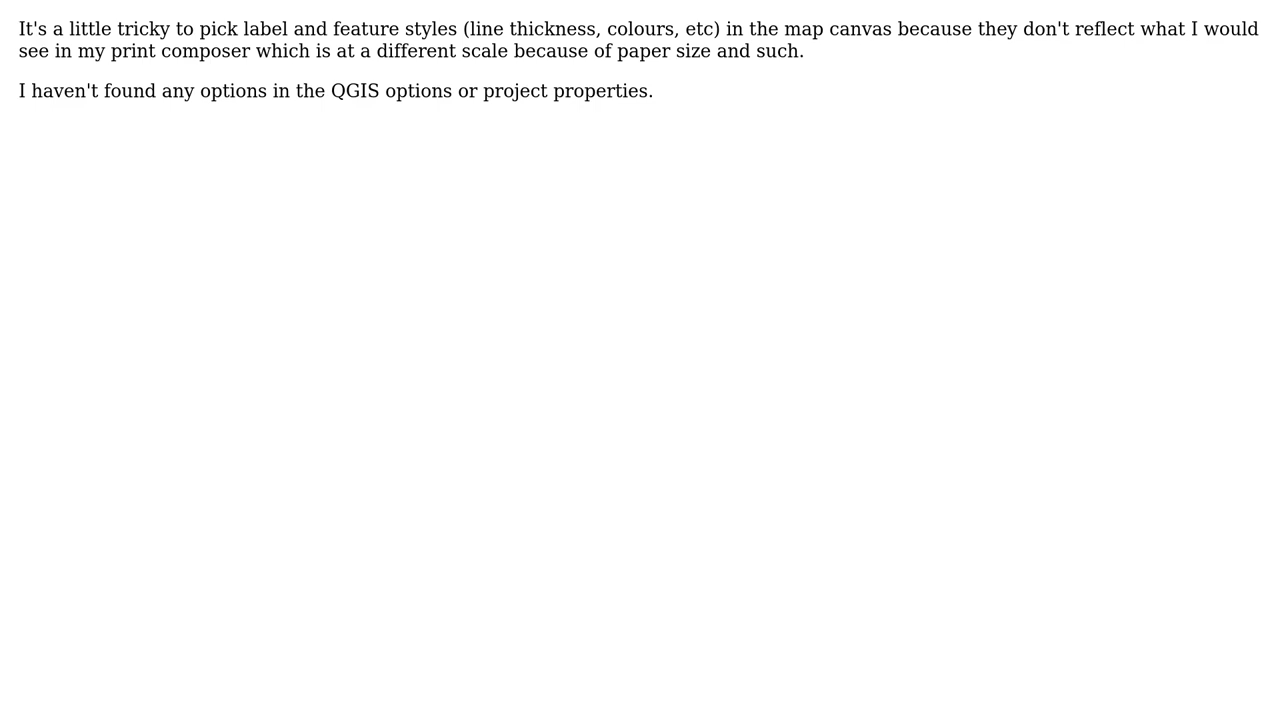 It's a little tricky to pick label and feature styles (line thickness, colours, etc) in the map canvas because they don't reflect what I would
see in my print composer which is at a different scale because of paper size and such.
I haven't found any options in the QGIS options or project properties.